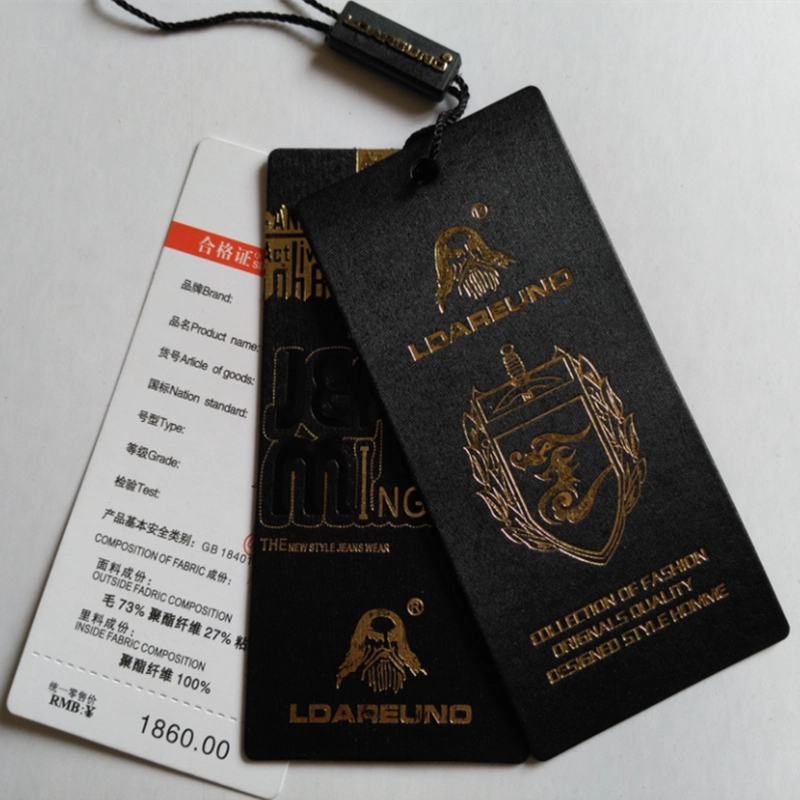 LDAREUNO
合格证
品牌Brand:
品名Product name:
货号Article of goods:
国标Nation standard:
号型Type:
等级Grade:
检验Test:
产品基本安全类别: GB 18401
COMPOSITION OF FABRIC 成份:
面料成份:
OUTSIDE FADRIC COMPOSITION
毛 73% 聚酯纤维 27% 粘
里料成份:
INSIDE FABRIC COMPOSITION
聚酯纤维 100%
统一零售价
RMB:¥
1860.00
ING
THE NEW STYLE JEANS WEAR
®
LDAREUNO
®
LDAREUNO
COLLECTION OF FASHION
ORIGNALS QUALITY
DESIGNED STYLE HOMME